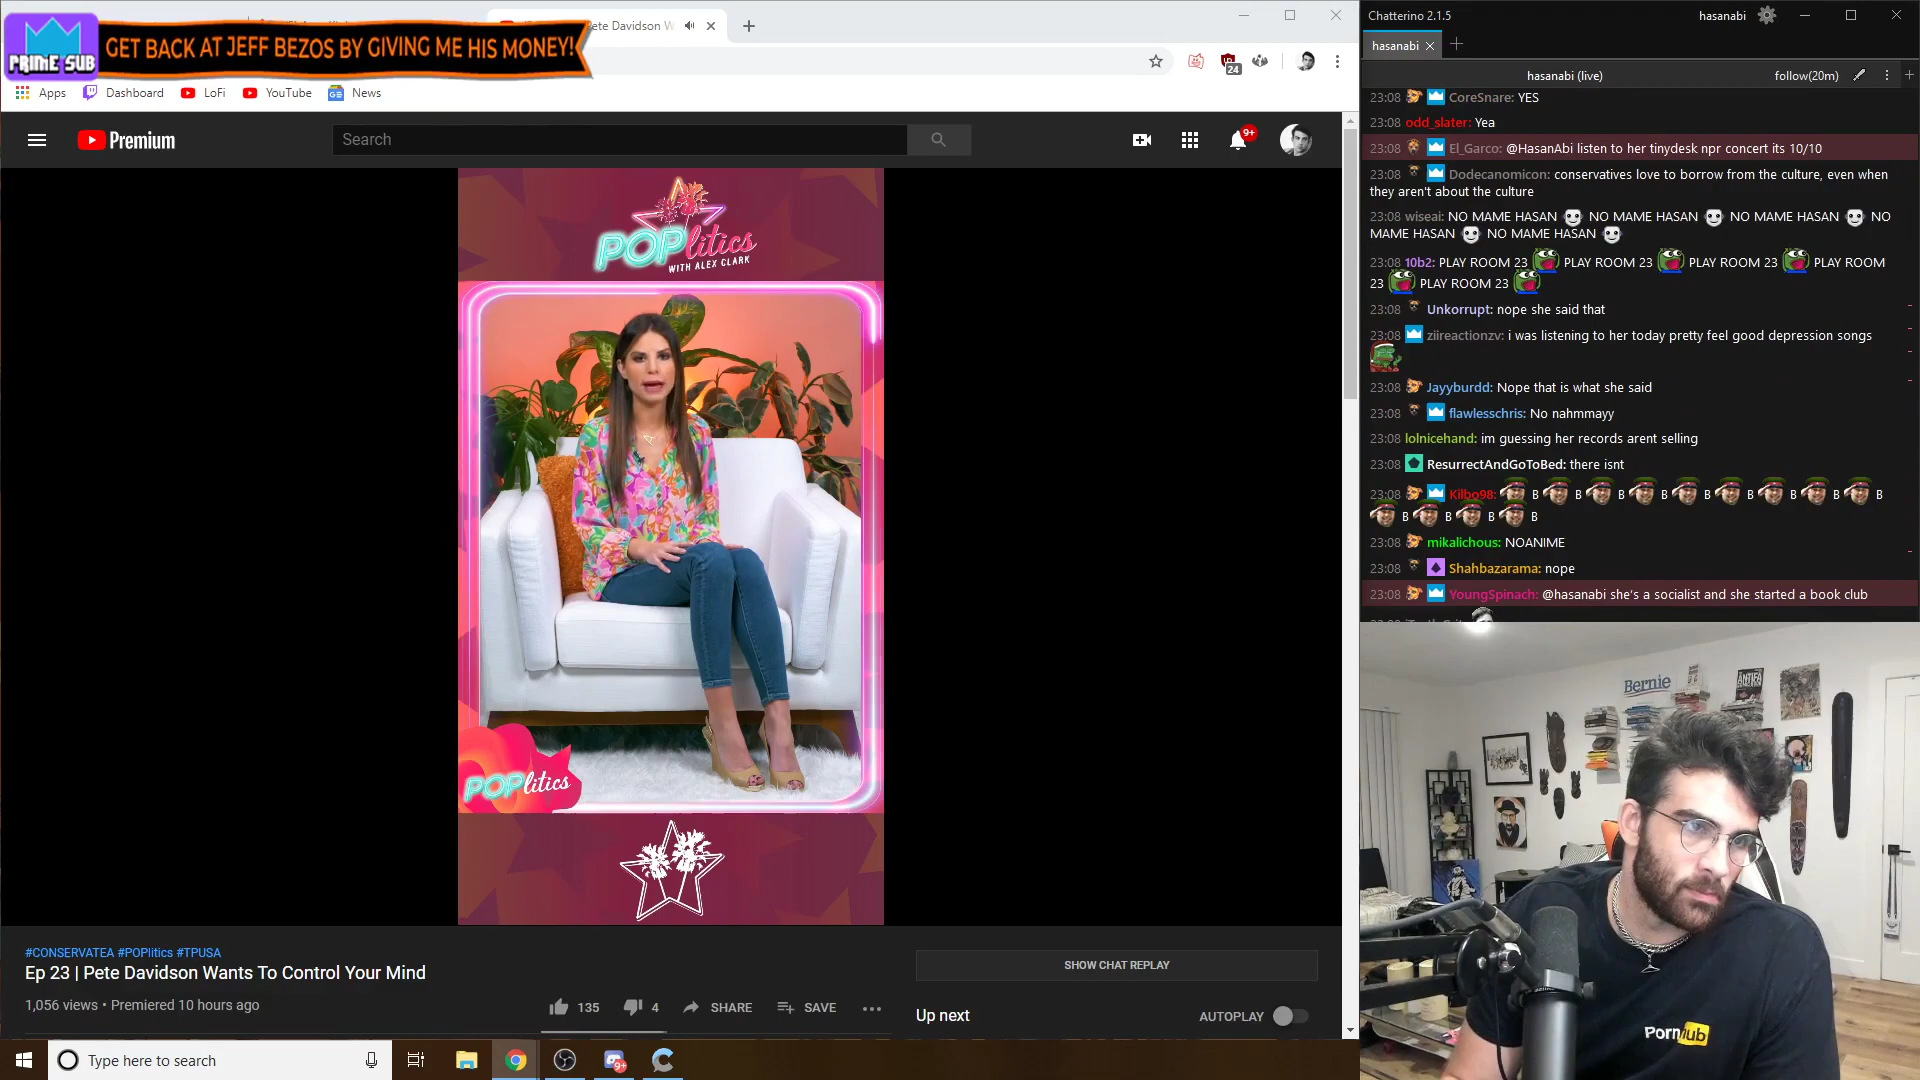 PRIME SUB
GET BACK AT JEFF BEZOS BY GIVING ME HIS MONEY!
Pete Davidson W
24
Apps
Dashboard
LoFi
YouTube
News
Premium
Search
9+
POPlitics
WITH ALEX CLARK
POPlitics
#CONSERVATEA #POPlitics #TPUSA
Ep 23 | Pete Davidson Wants To Control Your Mind
1,056 views • Premiered 10 hours ago
135
4
SHARE
SAVE
SHOW CHAT REPLAY
Up next
AUTOPLAY
Type here to search
9+
Chatterino 2.1.5
hasanabi
hasanabi
hasanabi (live)
follow(20m)
23:08 CoreSnare: YES
23:08 odd_slater: Yea
23:08 El_Garco: @HasanAbi listen to her tinydesk npr concert its 10/10
23:08 Dodecanomicon: conservatives love to borrow from the culture, even when
they aren't about the culture
23:08 wiseai: NO MAME HASAN NO MAME HASAN NO MAME HASAN NO
MAME HASAN NO MAME HASAN
23:08 10b2: PLAY ROOM 23 PLAY ROOM 23 PLAY ROOM 23 PLAY ROOM
23 PLAY ROOM 23
23:08 Unkorrupt: nope she said that
23:08 ziireactionzv: i was listening to her today pretty feel good depression songs
23:08 Jayyburdd: Nope that is what she said
23:08 flawlesschris: No nahmmayy
23:08 lolnicehand: im guessing her records arent selling
23:08 ResurrectAndGoToBed: there isnt
23:08 Kilbo98: B B B B B B B B B
B B B B
23:08 mikalichous: NOANIME
23:08 Shahbazarama: nope
23:08 YoungSpinach: @hasanabi she's a socialist and she started a book club
Bernie
ANTIFA
Pornhub